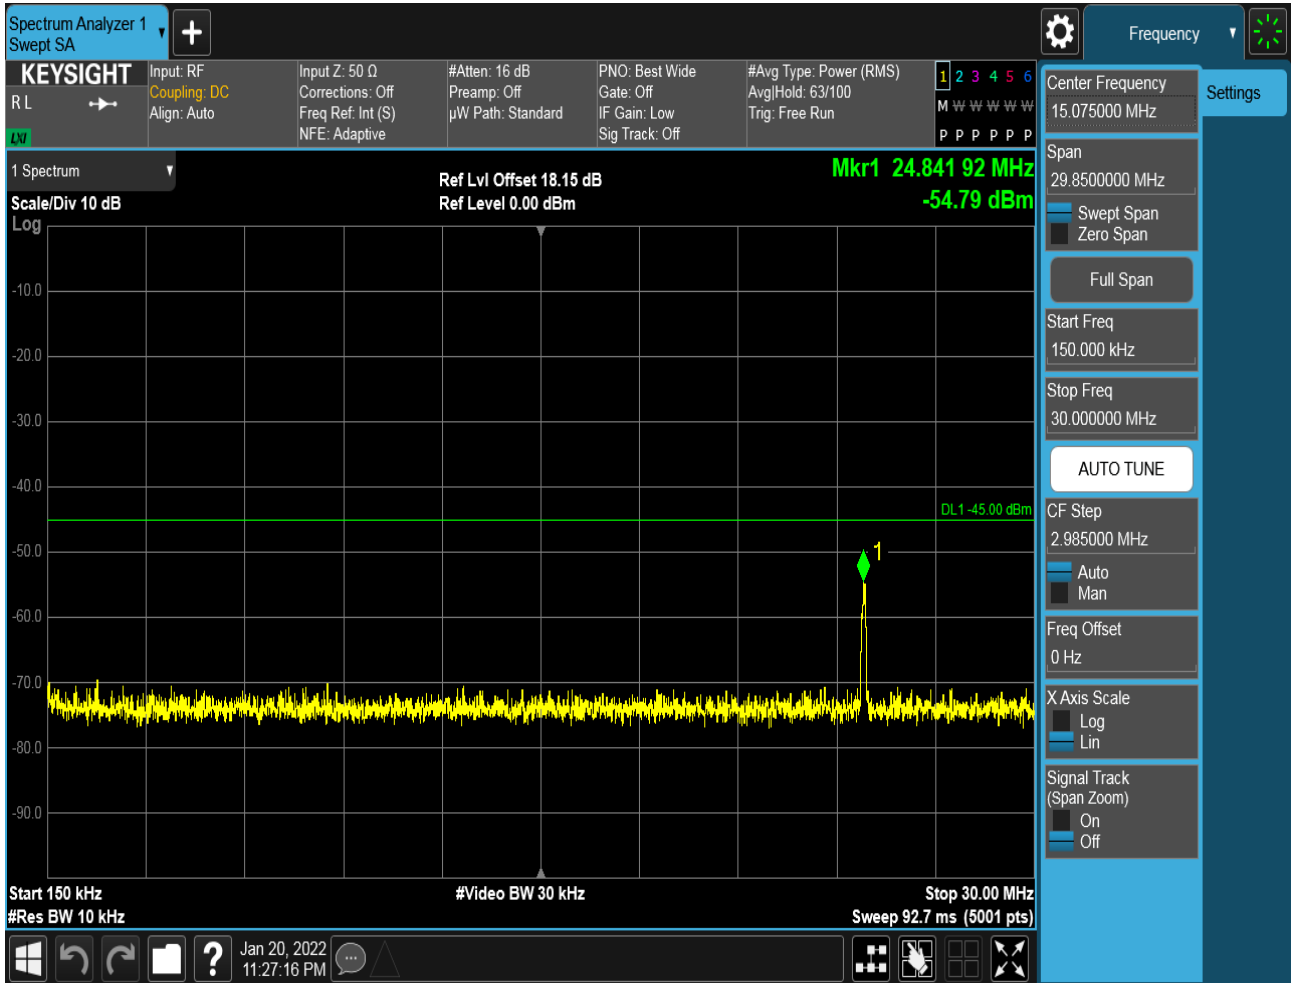 Spectrum Analyzer 1
Swept SA
Frequency
KEYSIGHT
R L
LXI
Input: RF
Coupling: DC
Align: Auto
Input Z: 50 Ω
Corrections: Off
Freq Ref: Int (S)
NFE: Adaptive
#Atten: 16 dB
Preamp: Off
µW Path: Standard
PNO: Best Wide
Gate: Off
IF Gain: Low
Sig Track: Off
#Avg Type: Power (RMS)
Avg|Hold: 63/100
Trig: Free Run
1 2 3 4 5 6
M W W W W W
P P P P P P
1 Spectrum
Scale/Div 10 dB
Log
Ref Lvl Offset 18.15 dB
Ref Level 0.00 dBm
Mkr1 24.841 92 MHz
-54.79 dBm
-10.0
-20.0
-30.0
-40.0
DL1 -45.00 dBm
-50.0
1
-60.0
-70.0
-80.0
-90.0
Start 150 kHz
#Video BW 30 kHz
Stop 30.00 MHz
#Res BW 10 kHz
Sweep 92.7 ms (5001 pts)
?
Jan 20, 2022
11:27:16 PM
Center Frequency
15.075000 MHz
Settings
Span
29.8500000 MHz
Swept Span
Zero Span
Full Span
Start Freq
150.000 kHz
Stop Freq
30.000000 MHz
AUTO TUNE
CF Step
2.985000 MHz
Auto
Man
Freq Offset
0 Hz
X Axis Scale
Log
Lin
Signal Track
(Span Zoom)
On
Off